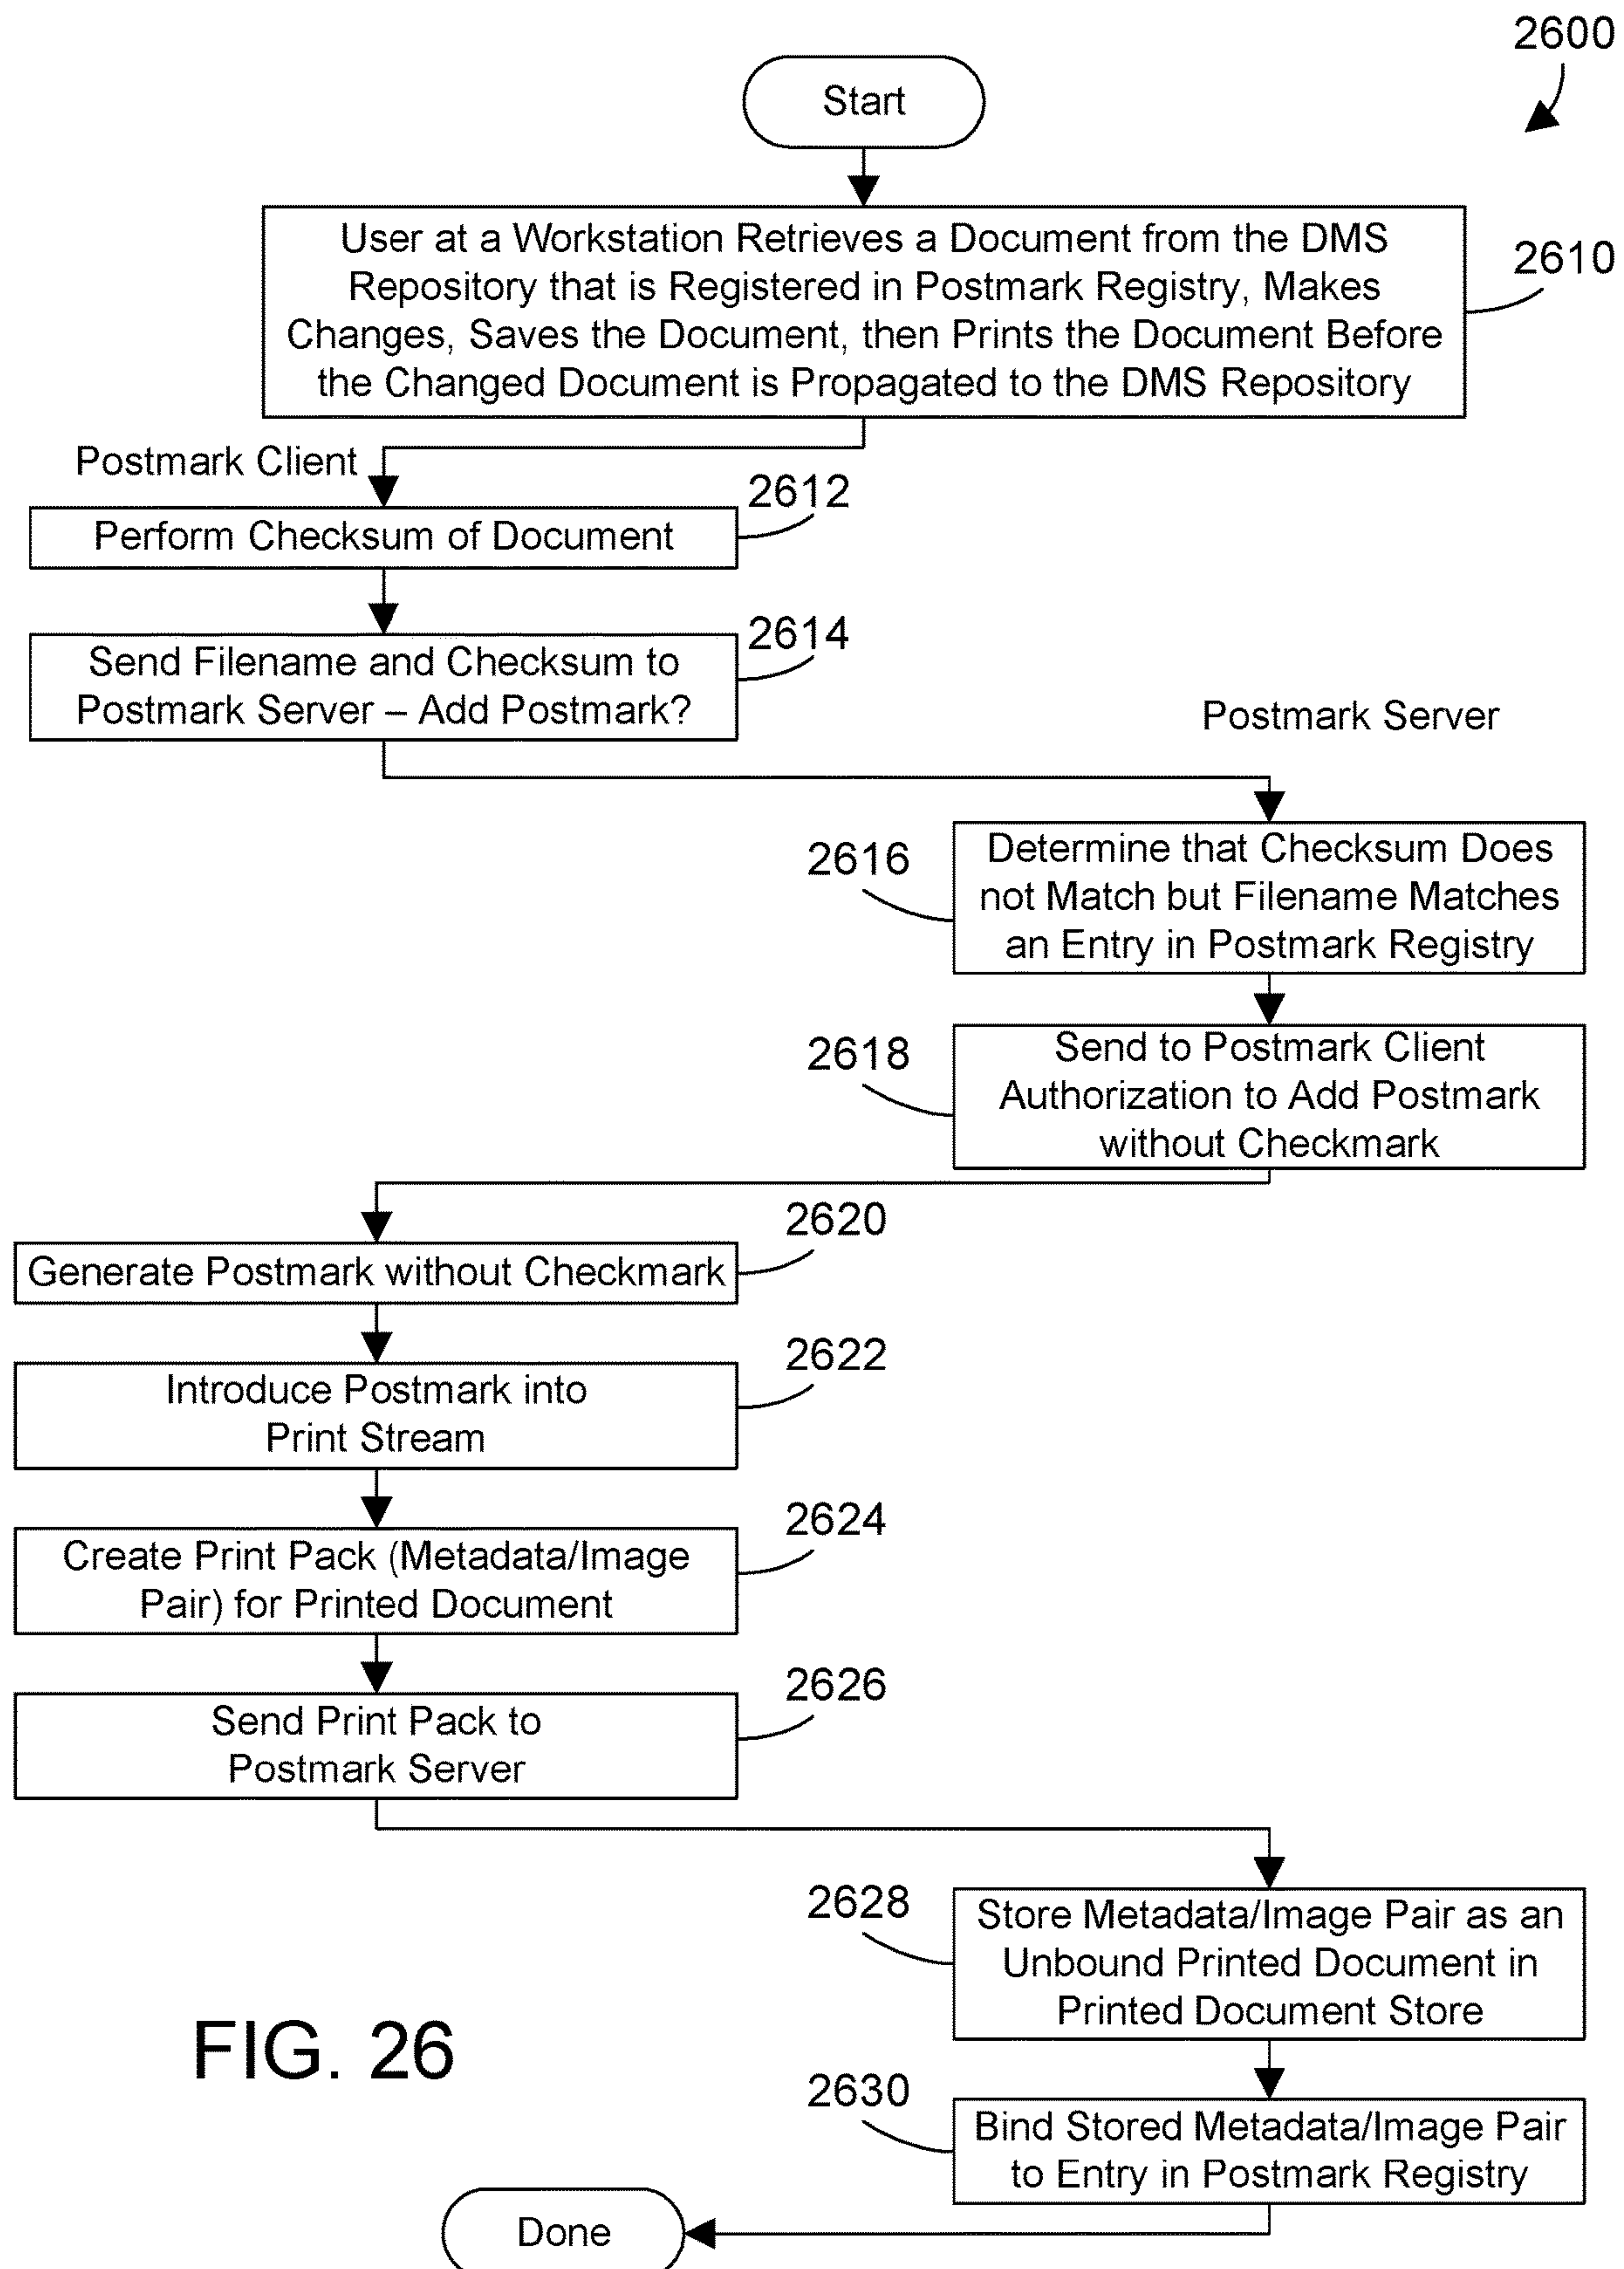 2600
Start
User at a Workstation Retrieves a Document from the DMS
Repository that is Registered in Postmark Registry, Makes
Changes, Saves the Document, then Prints the Document Before
the Changed Document is Propagated to the DMS Repository
2610
Postmark Client
2612
Perform Checksum of Document
2614
Send Filename and Checksum to
Postmark Server – Add Postmark?
Postmark Server
2616
Determine that Checksum Does
not Match but Filename Matches
an Entry in Postmark Registry
2618
Send to Postmark Client
Authorization to Add Postmark
without Checkmark
2620
Generate Postmark without Checkmark
2622
Introduce Postmark into
Print Stream
2624
Create Print Pack (Metadata/Image
Pair) for Printed Document
2626
Send Print Pack to
Postmark Server
2628
Store Metadata/Image Pair as an
Unbound Printed Document in
Printed Document Store
FIG. 26
2630
Bind Stored Metadata/Image Pair
to Entry in Postmark Registry
Done